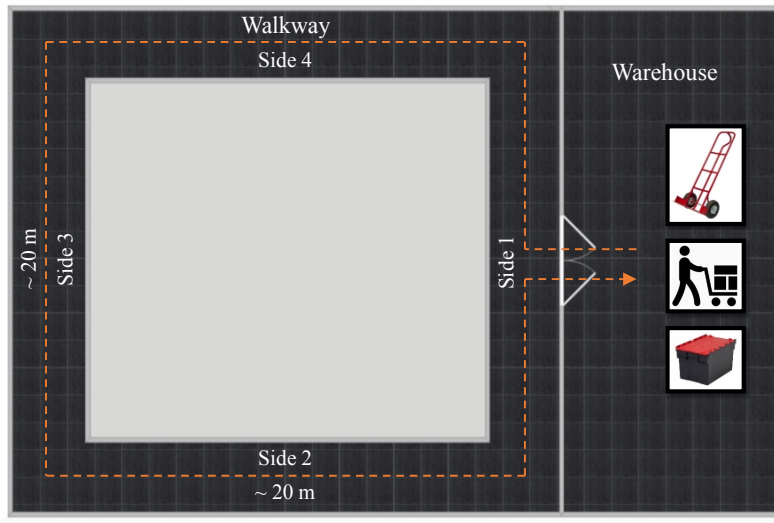 Walkway
Side 4
Warehouse
~ 20 m
Side 3
Side 1
Side 2
~ 20 m